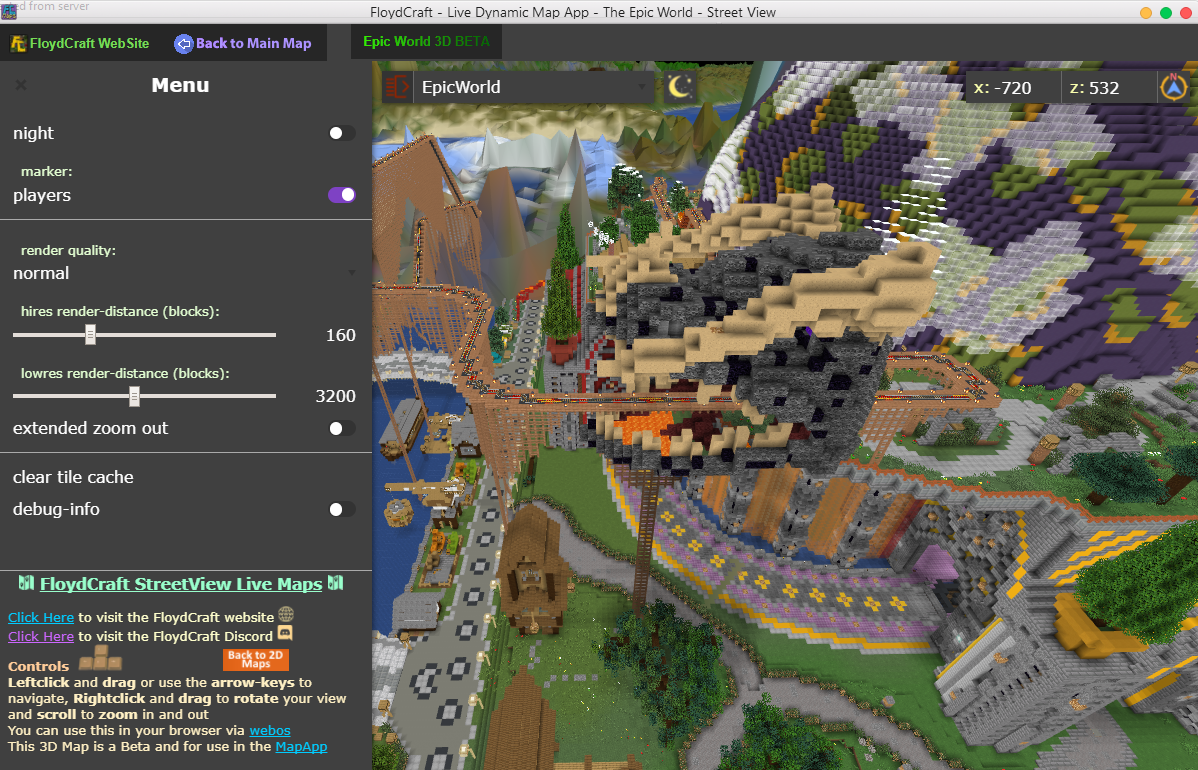 ted from server
FloydCraft - Live Dynamic Map App - The Epic World - Street View
FloydCraft WebSite
Back to Main Map
Epic World 3D BETA
Menu
EpicWorld
x: -720
z: 532
N
night
marker:
players
render quality:
normal
hires render-distance (blocks):
160
lowres render-distance (blocks):
3200
extended zoom out
clear tile cache
debug-info
FloydCraft StreetView Live Maps
Click Here to visit the FloydCraft website
Click Here to visit the FloydCraft Discord
Controls
Back to 2D
Maps
Leftclick and drag or use the arrow-keys to
navigate, Rightclick and drag to rotate your view
and scroll to zoom in and out
You can use this in your browser via webos
This 3D Map is a Beta and for use in the MapApp